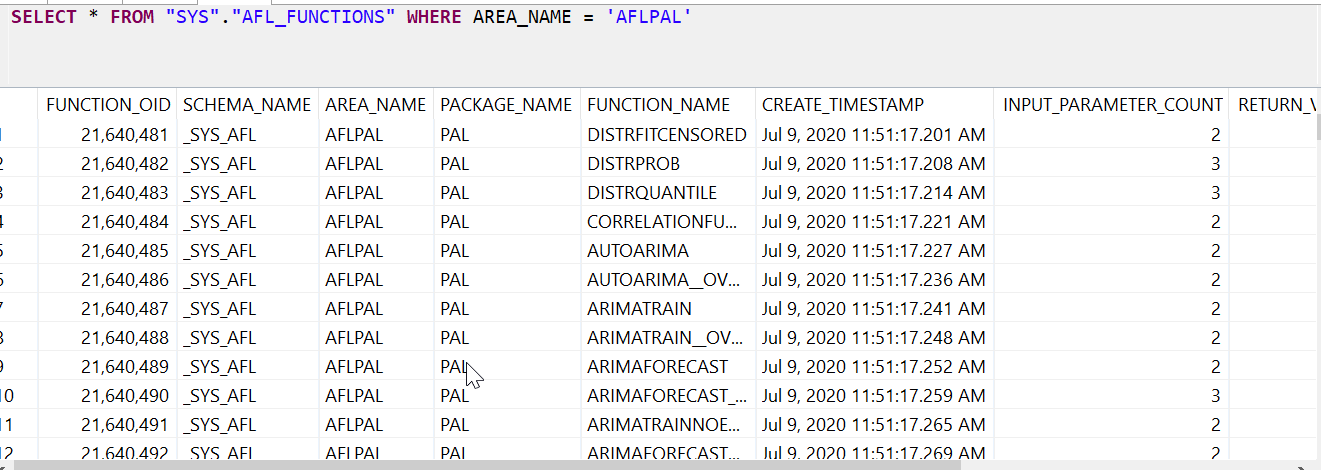 SELECT * FROM "SYS"."AFL_FUNCTIONS" WHERE AREA_NAME = 'AFLPAL'
FUNCTION_OID SCHEMA_NAME AREA_NAME PACKAGE_NAME FUNCTION_NAME CREATE_TIMESTAMP INPUT_PARAMETER_COUNT RETURN_V
1 21,640,481 _SYS_AFL AFLPAL PAL DISTRFITCENSORED Jul 9, 2020 11:51:17.201 AM 2
2 21,640,482 _SYS_AFL AFLPAL PAL DISTRPROB Jul 9, 2020 11:51:17.208 AM 3
3 21,640,483 _SYS_AFL AFLPAL PAL DISTRQUANTILE Jul 9, 2020 11:51:17.214 AM 3
4 21,640,484 _SYS_AFL AFLPAL PAL CORRELATIONFU... Jul 9, 2020 11:51:17.221 AM 2
5 21,640,485 _SYS_AFL AFLPAL PAL AUTOARIMA Jul 9, 2020 11:51:17.227 AM 2
6 21,640,486 _SYS_AFL AFLPAL PAL AUTOARIMA__OV... Jul 9, 2020 11:51:17.236 AM 2
7 21,640,487 _SYS_AFL AFLPAL PAL ARIMATRAIN Jul 9, 2020 11:51:17.241 AM 2
8 21,640,488 _SYS_AFL AFLPAL PAL ARIMATRAIN__OV... Jul 9, 2020 11:51:17.248 AM 2
9 21,640,489 _SYS_AFL AFLPAL PAL ARIMAFORECAST Jul 9, 2020 11:51:17.252 AM 2
10 21,640,490 _SYS_AFL AFLPAL PAL ARIMAFORECAST_... Jul 9, 2020 11:51:17.259 AM 3
11 21,640,491 _SYS_AFL AFLPAL PAL ARIMATRAINNOE... Jul 9, 2020 11:51:17.265 AM 2
12 21,640,492 _SYS_AFL AFLPAL PAL ARIMAFORECAST... Jul 9, 2020 11:51:17.269 AM 2